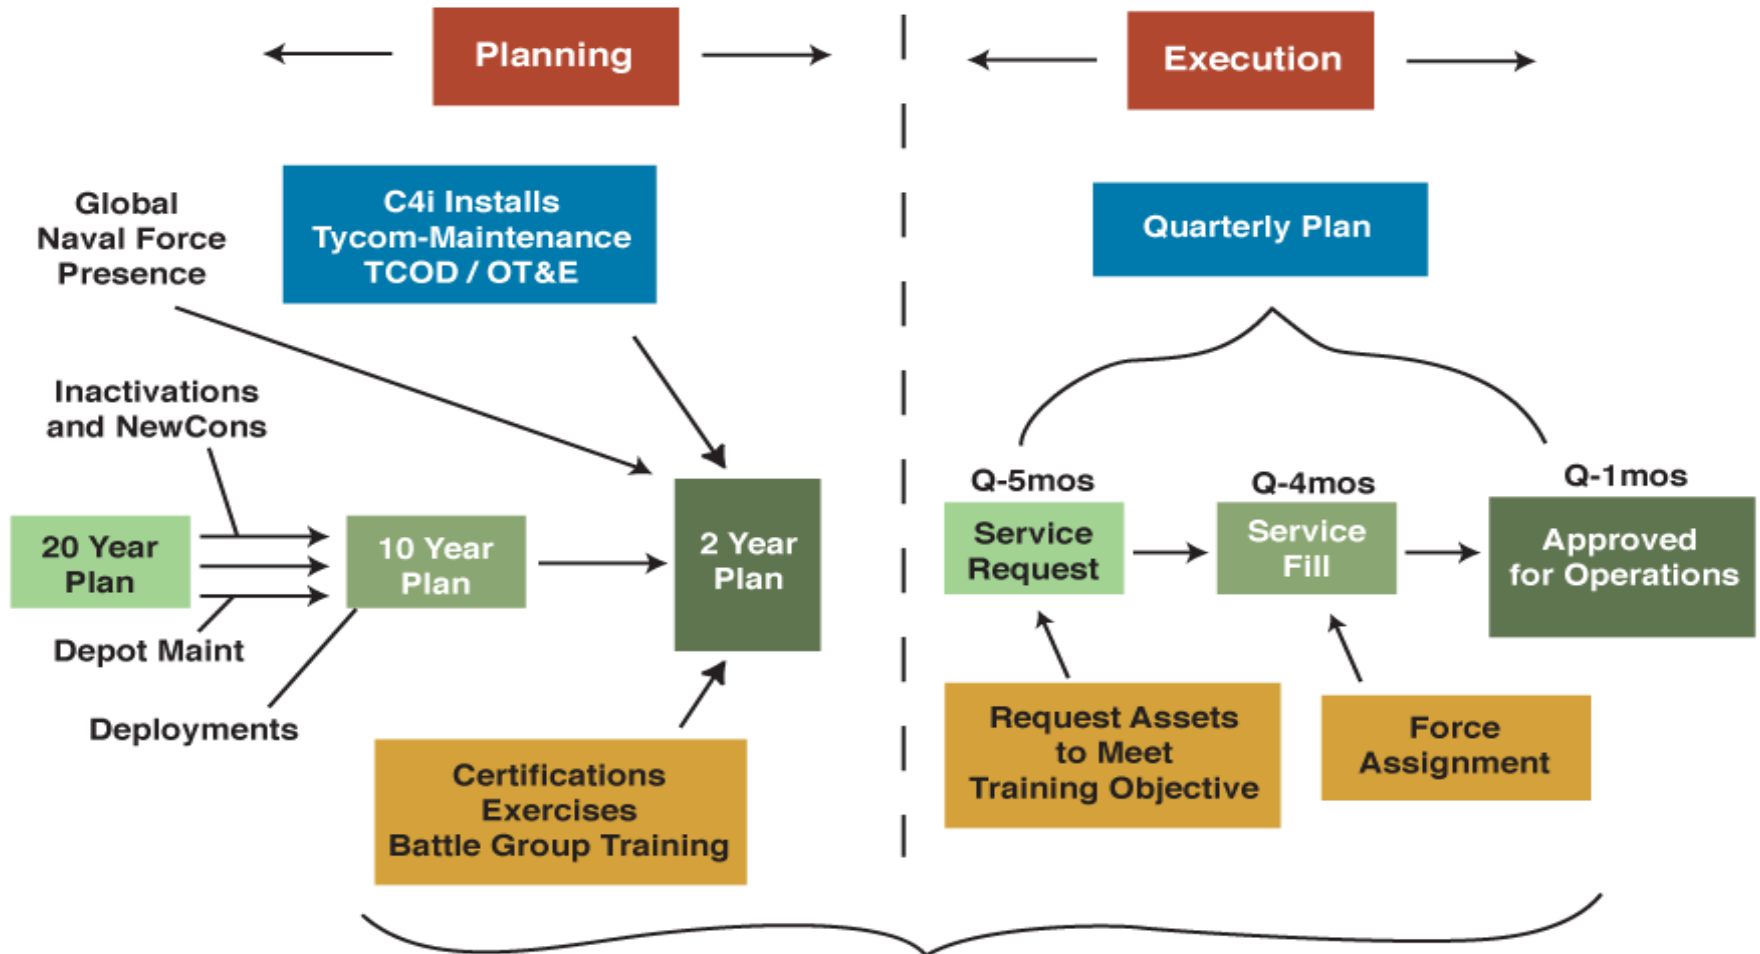 Planning
Execution
Global
Naval Force
Presence
C4i Installs
Tycom-Maintenance
TCOD / OT&E
Quarterly Plan
Inactivations
and NewCons
20 Year
Plan
10 Year
Plan
2 Year
Plan
Depot Maint
Deployments
Certifications
Exercises
Battle Group Training
Q-5mos
Service
Request
Q-4mos
Service
Fill
Q-1mos
Approved
for Operations
Request Assets
to Meet
Training Objective
Force
Assignment